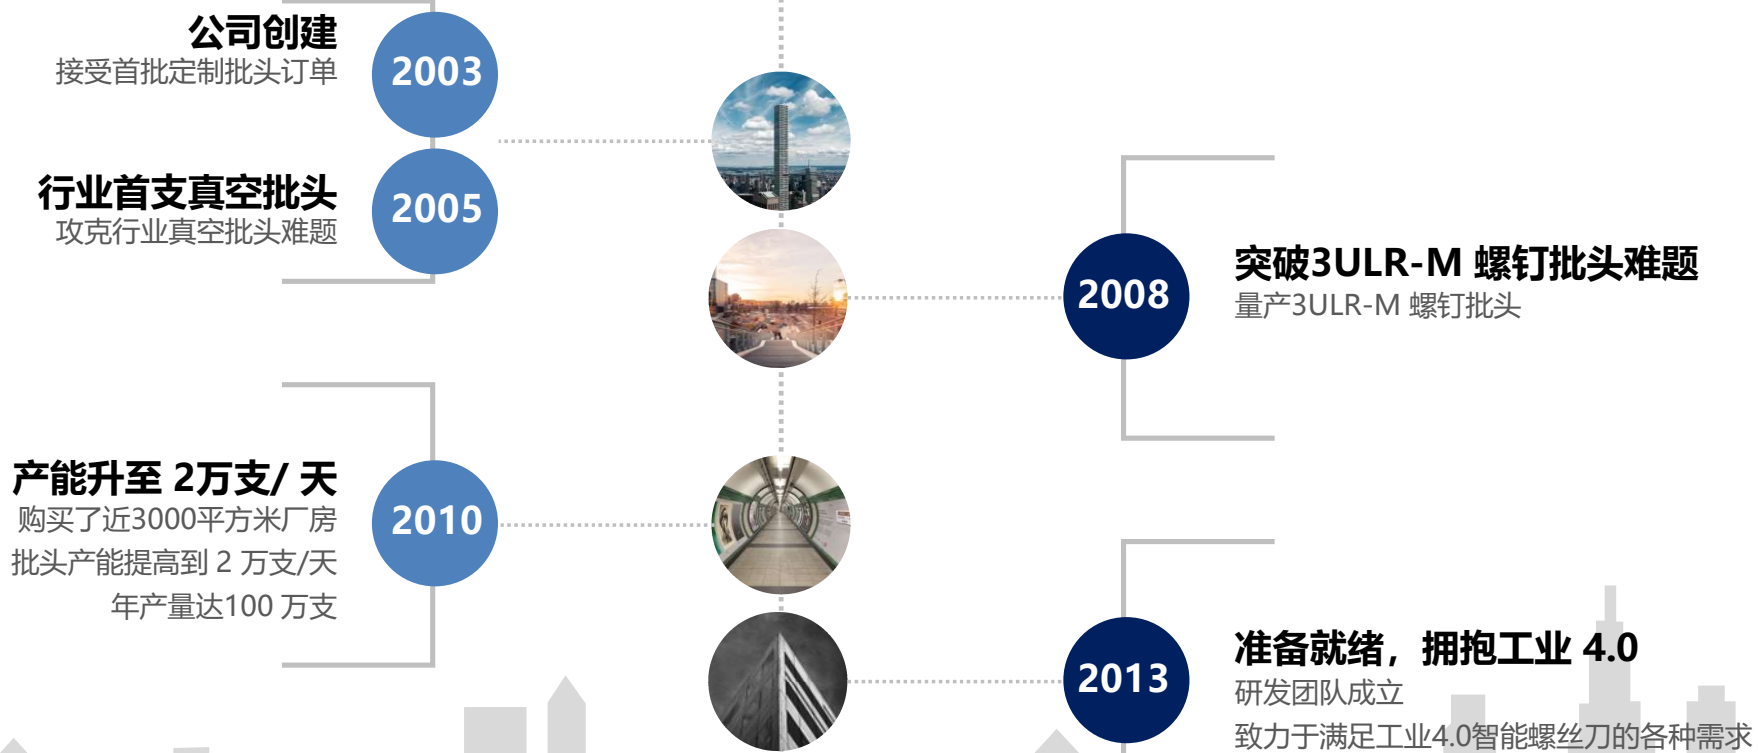 公司创建
接受首批定制批头订单
2003
行业首支真空批头
攻克行业真空批头难题
2005
2008
突破3ULR-M 螺钉批头难题
量产3ULR-M 螺钉批头
产能升至 2万支/ 天
购买了近3000平方米厂房
批头产能提高到 2 万支/天
年产量达100 万支
2010
2013
准备就绪，拥抱工业 4.0
研发团队成立
致力于满足工业4.0智能螺丝刀的各种需求